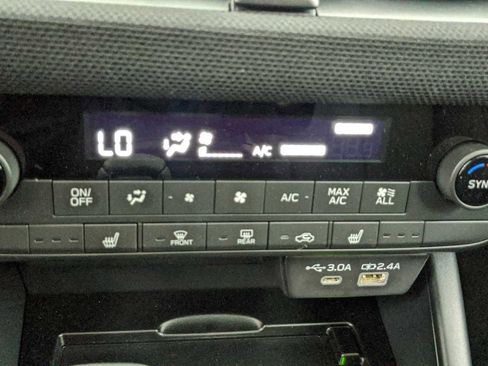 LO A/C
ON/OFF A/C MAX A/C ALL SYN
FRONT REAR
3.0A 2.4A